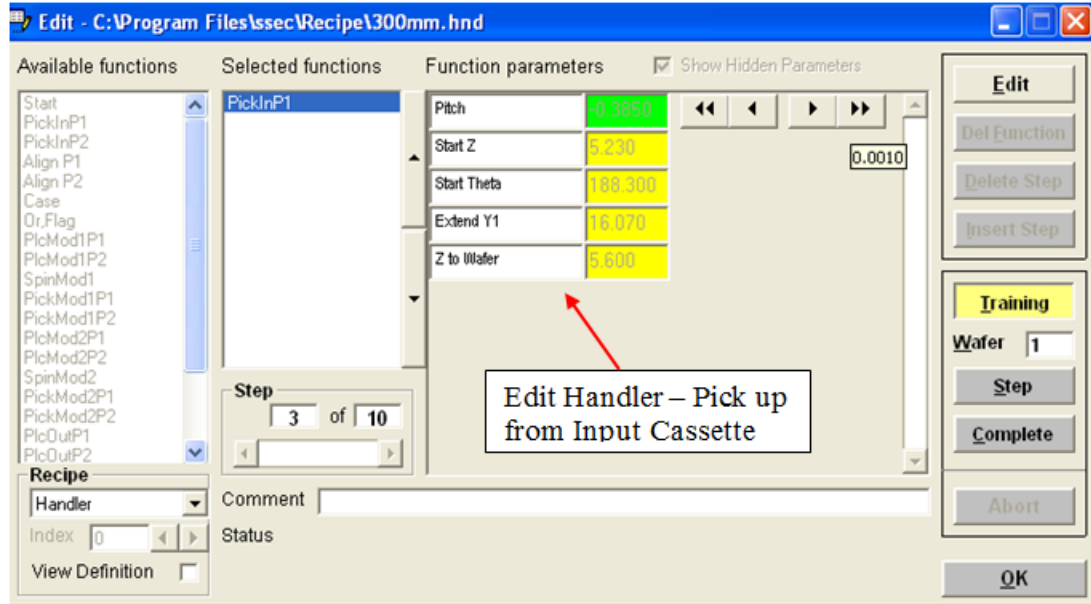 Edit - C:\Program Files\ssec\Recipe\300mm.hnd
Available functions
Start
PickInP1
PickInP2
Align P1
Align P2
Case
Or,Flag
PlcMod1P1
PlcMod1P2
SpinMod1
PickMod1P1
PickMod1P2
PlcMod2P1
PlcMod2P2
SpinMod2
PickMod2P1
PickMod2P2
PlcOutP1
PlcOutP2
Recipe
Handler
Index 0
View Definition
Selected functions
PickInP1
Step
3 of 10
Function parameters
Show Hidden Parameters
Pitch -0.3850
Start Z 5.230
Start Theta 188.300
Extend Y1 16.070
Z to Wafer 5.600
0.0010
Edit Handler – Pick up
from Input Cassette
Comment
Status
Edit
Del Function
Delete Step
Insert Step
Training
Wafer 1
Step
Complete
Abort
OK